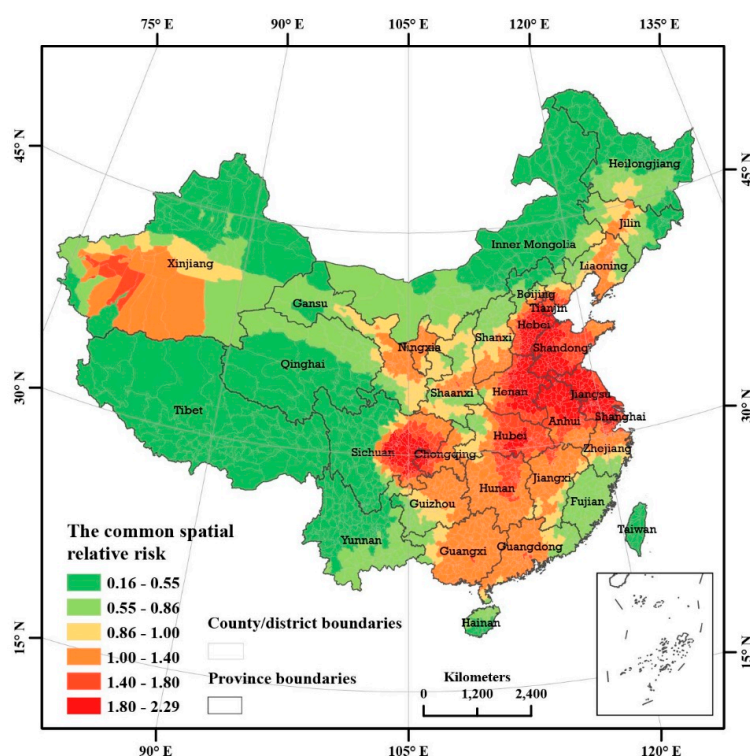 75° E
90° E
105° E
120° E
135° E
45° N
45° N
Heilongjiang
Jilin
Inner Mongolia
Liaoning
Xinjiang
Beijing
Tianjin
Gansu
Hebei
Shanxi
Ningxia
Shandong
Qinghai
30° N
Shaanxi
Henan
Jiangsu
30° N
Tibet
Shanghai
Anhui
Hubei
Sichuan
Chongqing
Zhejiang
Jiangxi
Hunan
Guizhou
Fujian
The common spatial
relative risk
Taiwan
Yunnan
Guangxi
Guangdong
0.16 - 0.55
0.55 - 0.86
0.86 - 1.00
1.00 - 1.40
1.40 - 1.80
1.80 - 2.29
County/district boundaries
Province boundaries
Hainan
15° N
15° N
Kilometers
0
1,200
2,400
90° E
105° E
120° E